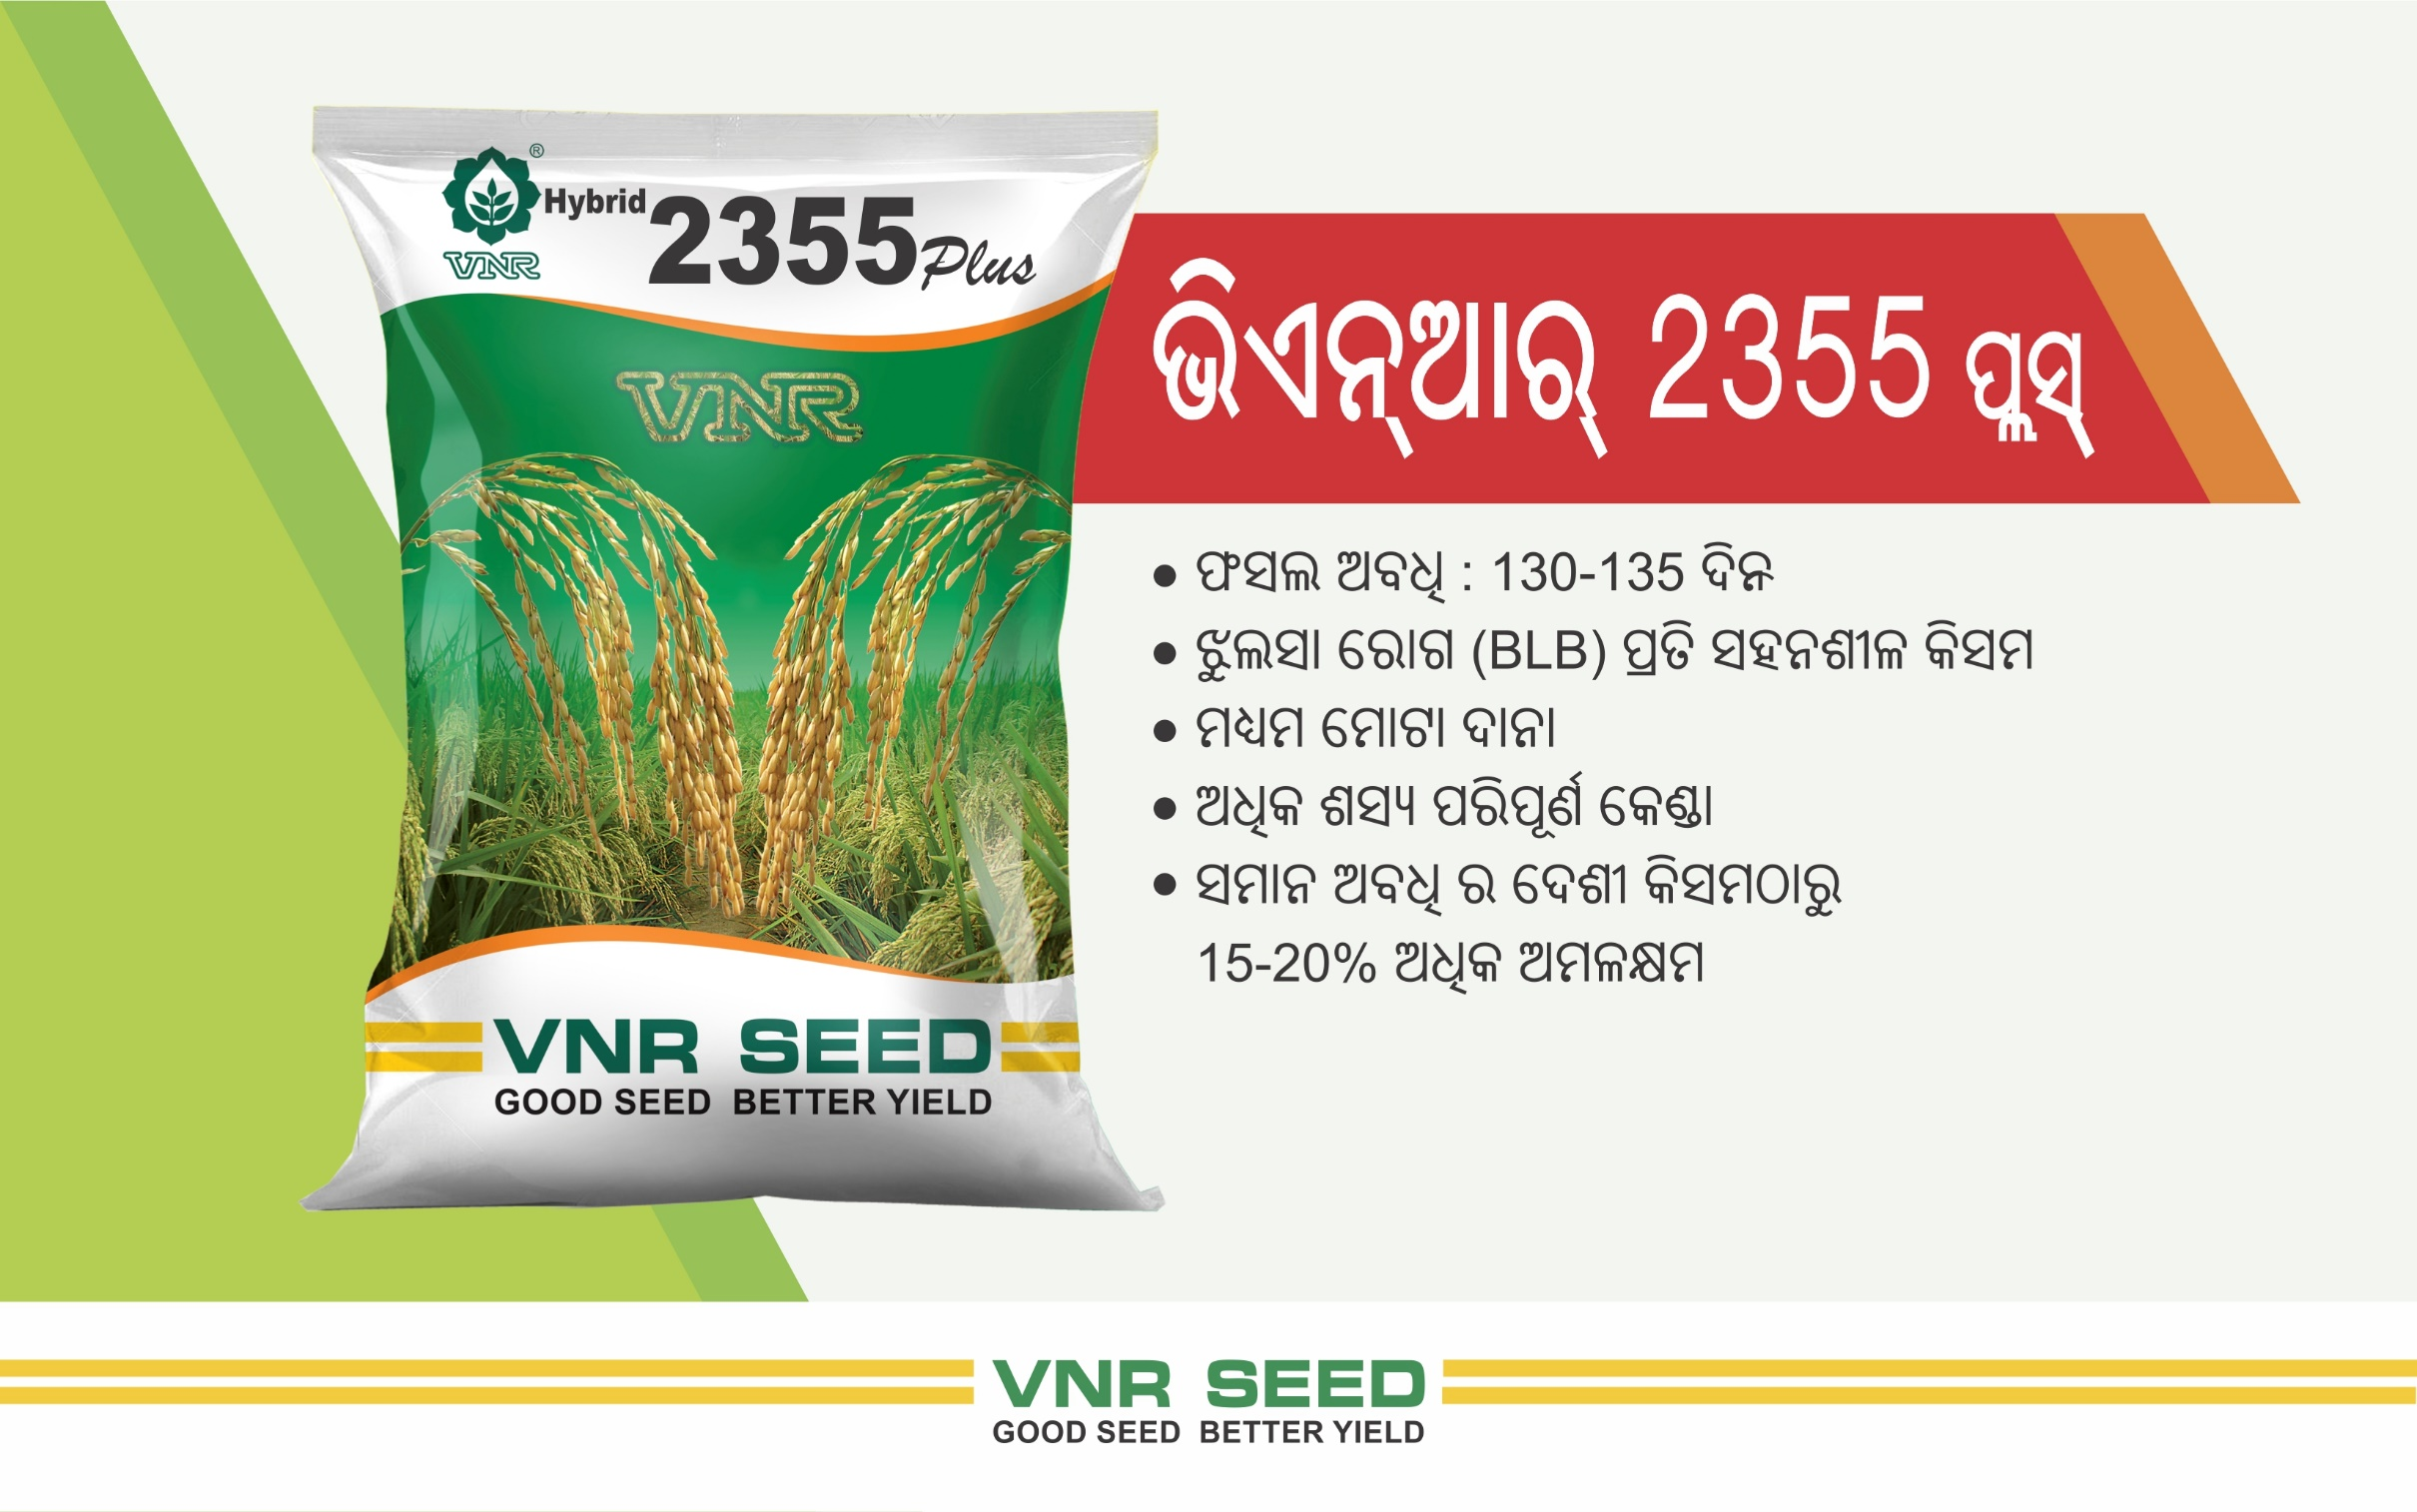 ®
VNR
Hybrid 2355 Plus
VNR
VNR SEED
GOOD SEED BETTER YIELD
ଭିଏନ୍ଆର୍ 2355 ପ୍ଲସ୍
• ଫସଲ ଅବଧି : 130-135 ଦିନ
• ଝୁଲସା ରୋଗ (BLB) ପ୍ରତି ସହନଶୀଳ କିସମ
• ମଧ୍ୟମ ମୋଟା ଦାନା
• ଅଧିକ ଶସ୍ୟ ପରିପୂର୍ଣ କେଣ୍ଡା
• ସମାନ ଅବଧି ର ଦେଶୀ କିସମଠାରୁ
15-20% ଅଧିକ ଅମଳକ୍ଷମ
VNR SEED
GOOD SEED BETTER YIELD